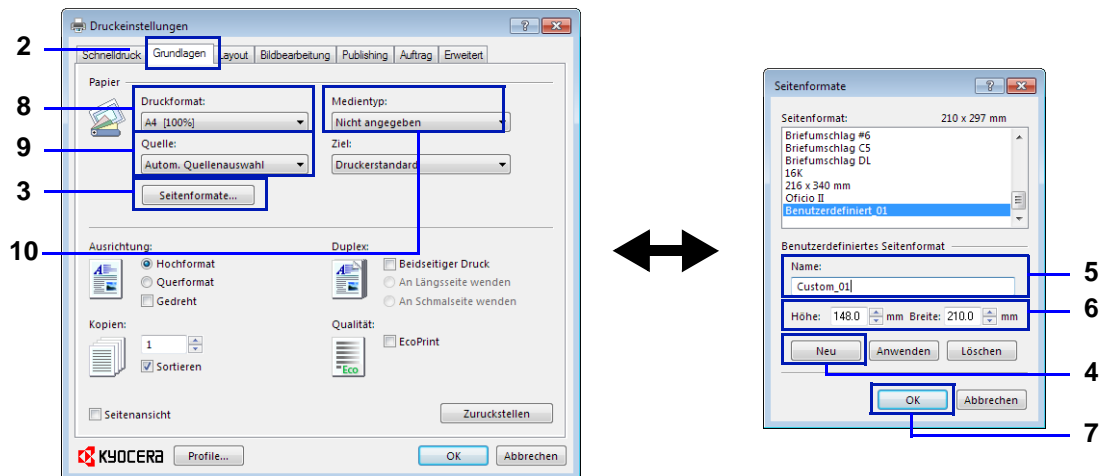 Druckeinstellungen
2
Schnelldruck Grundlagen Layout Bildbearbeitung Publishing Auftrag Erweitert
Papier
8
Druckformat:
A4 [100%]
Medientyp:
Nicht angegeben
9
Quelle:
Autom. Quellenauswahl
Ziel:
Druckerstandard
3
Seitenformate...
10
Ausrichtung:
Hochformat
Querformat
Gedreht
Duplex:
Beidseitiger Druck
An Längsseite wenden
An Schmalseite wenden
Kopien:
1
Sortieren
Qualität:
EcoPrint
Eco
Seitenansicht
Zuruckstellen
KYOCERA Profile... OK Abbrechen
Seitenformate
Seitenformat: 210 x 297 mm
Briefumschlag #6
Briefumschlag C5
Briefumschlag DL
16K
216 x 340 mm
Oficio II
Benutzerdefiniert_01
Benutzerdefiniertes Seitenformat
Name:
5
Custom_01
6
Höhe: 148.0 mm Breite: 210.0 mm
Neu Anwenden Löschen
4
OK Abbrechen
7